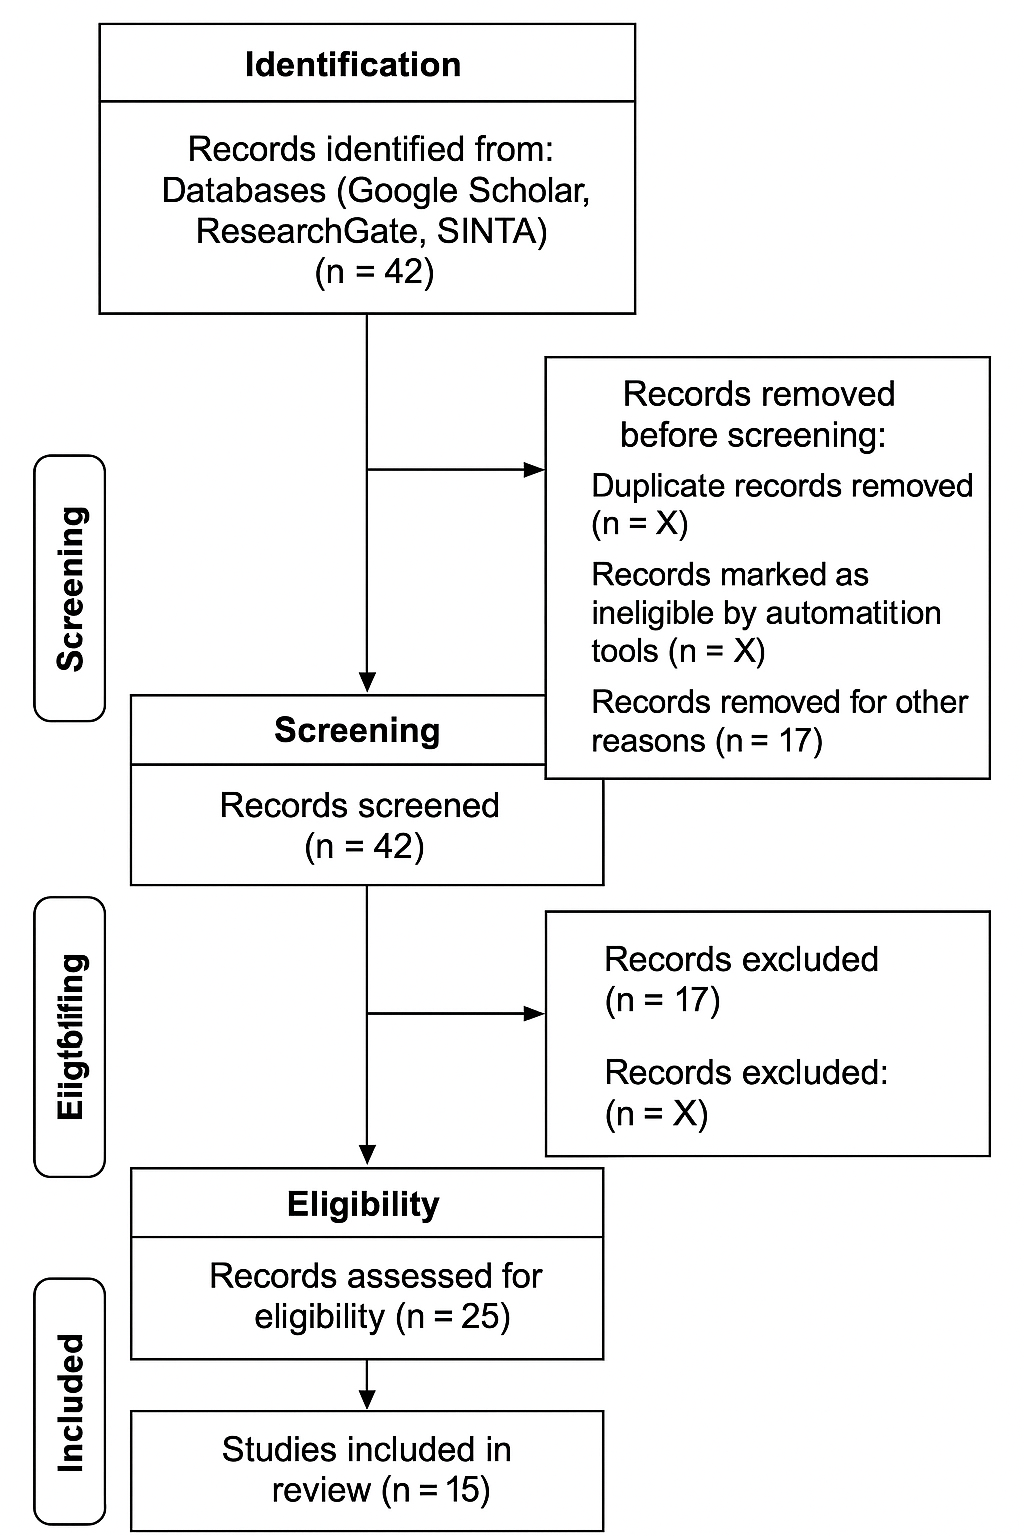 Identification
Records identified from:
Databases (Google Scholar,
ResearchGate, SINTA)
(n = 42)
Records removed
before screening:
Duplicate records removed
(n = X)
Records marked as
ineligible by automatition
tools (n = X)
Records removed for other
reasons (n = 17)
Screening
Screening
Records screened
(n = 42)
Records excluded
(n = 17)
Records excluded:
(n = X)
Eligibility
Records assessed for
eligibility (n = 25)
Included
Studies included in
review (n = 15)